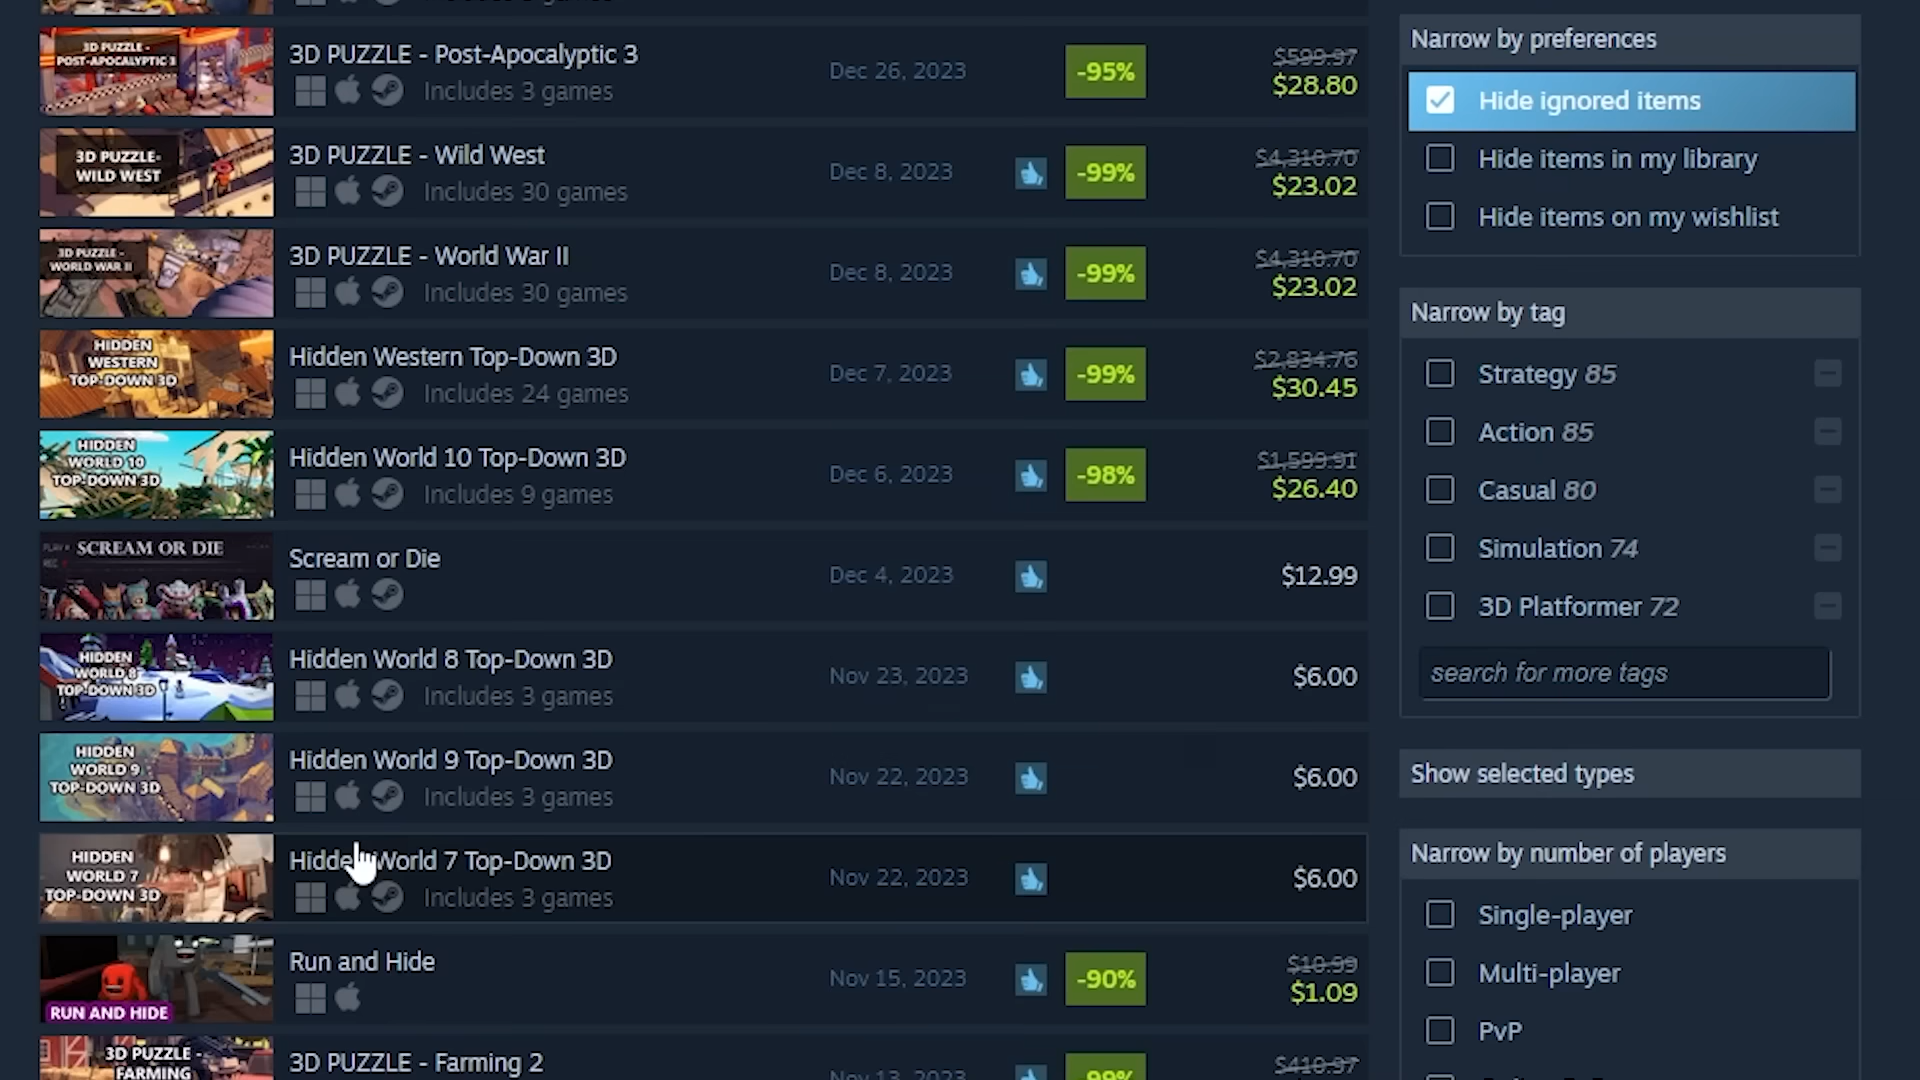 3D PUZZLE -
POST-APOCALYPTIC 3
3D PUZZLE - Post-Apocalyptic 3
Includes 3 games
Dec 26, 2023
-95%
$599.97
$28.80
3D PUZZLE-
WILD WEST
3D PUZZLE - Wild West
Includes 30 games
Dec 8, 2023
-99%
$4,310.70
$23.02
3D PUZZLE -
WORLD WAR II
3D PUZZLE - World War II
Includes 30 games
Dec 8, 2023
-99%
$4,310.70
$23.02
HIDDEN
WESTERN
TOP-DOWN 3D
Hidden Western Top-Down 3D
Includes 24 games
Dec 7, 2023
-99%
$2,834.76
$30.45
HIDDEN
WORLD 10
TOP-DOWN 3D
Hidden World 10 Top-Down 3D
Includes 9 games
Dec 6, 2023
-98%
$1,599.91
$26.40
SCREAM OR DIE
Scream or Die
Dec 4, 2023
$12.99
HIDDEN
WORLD 8
TOP-DOWN 3D
Hidden World 8 Top-Down 3D
Includes 3 games
Nov 23, 2023
$6.00
HIDDEN
WORLD 9
TOP-DOWN 3D
Hidden World 9 Top-Down 3D
Includes 3 games
Nov 22, 2023
$6.00
HIDDEN
WORLD 7
TOP-DOWN 3D
Hidden World 7 Top-Down 3D
Includes 3 games
Nov 22, 2023
$6.00
RUN AND HIDE
Run and Hide
Nov 15, 2023
-90%
$10.99
$1.09
3D PUZZLE -
FARMING
3D PUZZLE - Farming 2
Nov 13, 2023
-99%
$410.97
Narrow by preferences
Hide ignored items
Hide items in my library
Hide items on my wishlist
Narrow by tag
Strategy 85
Action 85
Casual 80
Simulation 74
3D Platformer 72
search for more tags
Show selected types
Narrow by number of players
Single-player
Multi-player
PvP